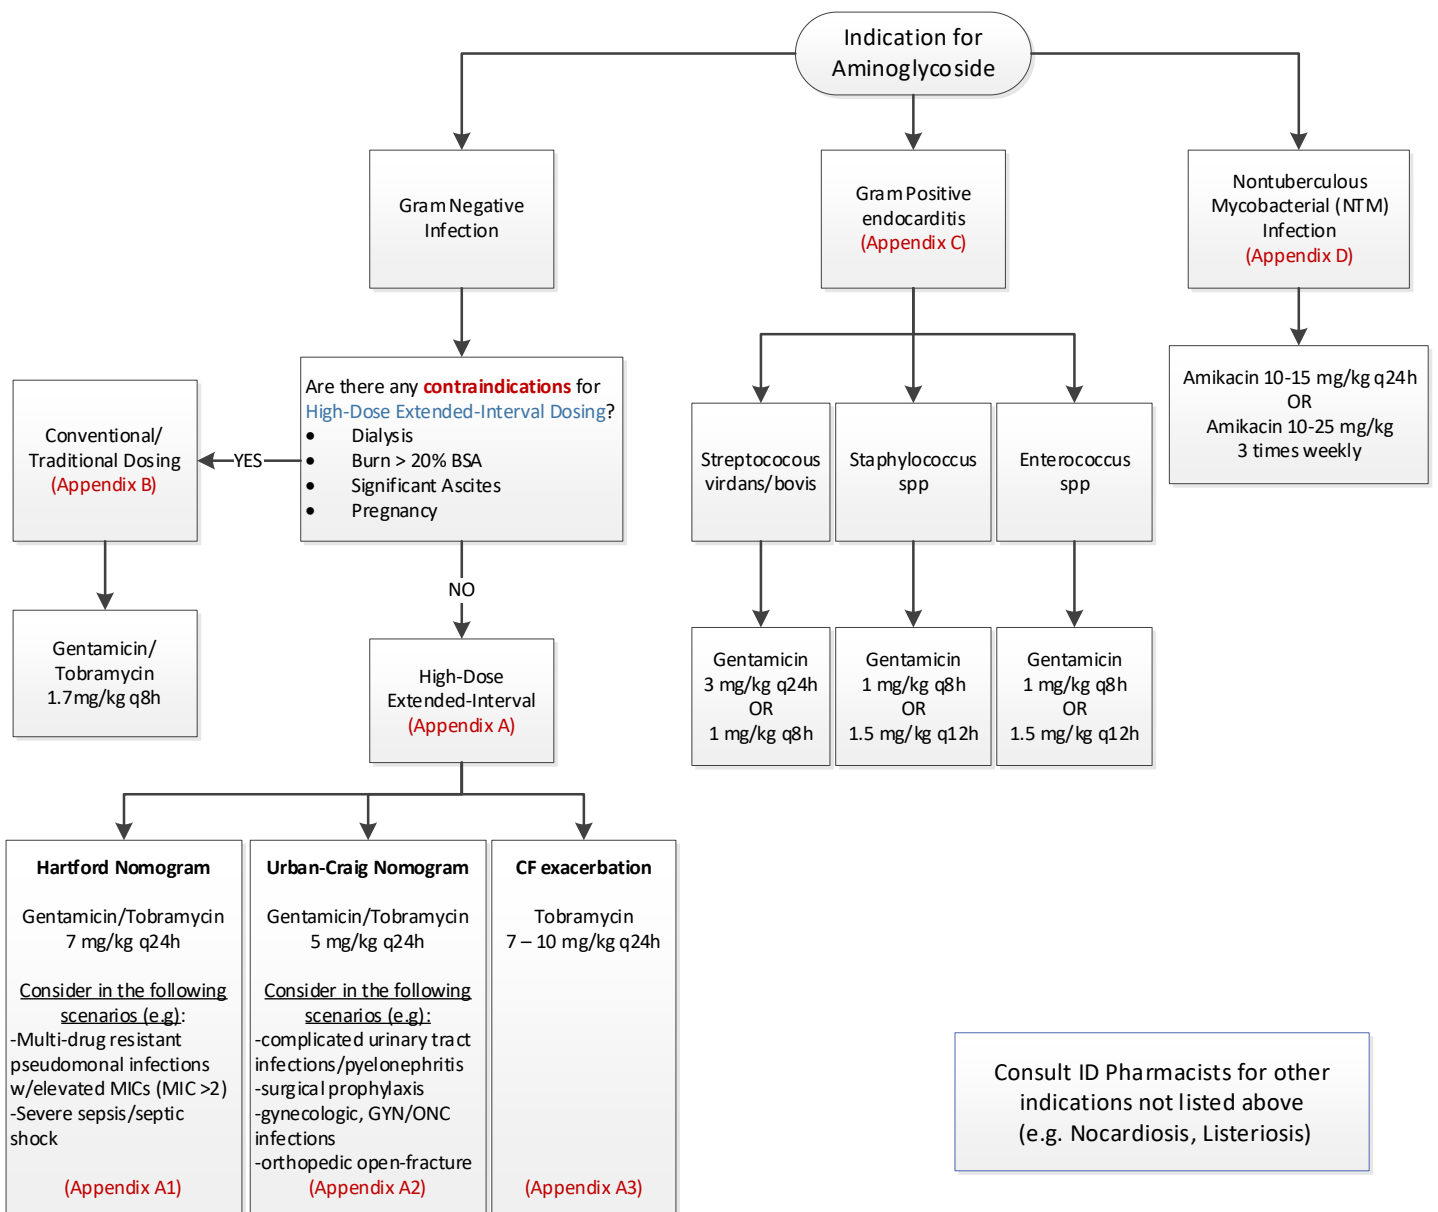 Indication for
Aminoglycoside
Gram Negative
Infection
Gram Positive
endocarditis
(Appendix C)
Nontuberculous
Mycobacterial (NTM)
Infection
(Appendix D)
Are there any contraindications for
High-Dose Extended-Interval Dosing?
• Dialysis
• Burn > 20% BSA
• Significant Ascites
• Pregnancy
YES
Conventional/
Traditional Dosing
(Appendix B)
Gentamicin/
Tobramycin
1.7mg/kg q8h
NO
High-Dose
Extended-Interval
(Appendix A)
Streptococous
virdans/bovis
Staphylococcus
spp
Enterococcus
spp
Amikacin 10-15 mg/kg q24h
OR
Amikacin 10-25 mg/kg
3 times weekly
Gentamicin
3 mg/kg q24h
OR
1 mg/kg q8h
Gentamicin
1 mg/kg q8h
OR
1.5 mg/kg q12h
Gentamicin
1 mg/kg q8h
OR
1.5 mg/kg q12h
Hartford Nomogram
Gentamicin/Tobramycin
7 mg/kg q24h
Consider in the following
scenarios (e.g):
-Multi-drug resistant
pseudomonal infections
w/elevated MICs (MIC >2)
-Severe sepsis/septic
shock
(Appendix A1)
Urban-Craig Nomogram
Gentamicin/Tobramycin
5 mg/kg q24h
Consider in the following
scenarios (e.g):
-complicated urinary tract
infections/pyelonephritis
-surgical prophylaxis
-gynecologic, GYN/ONC
infections
-orthopedic open-fracture
(Appendix A2)
CF exacerbation
Tobramycin
7 – 10 mg/kg q24h
(Appendix A3)
Consult ID Pharmacists for other
indications not listed above
(e.g. Nocardiosis, Listeriosis)